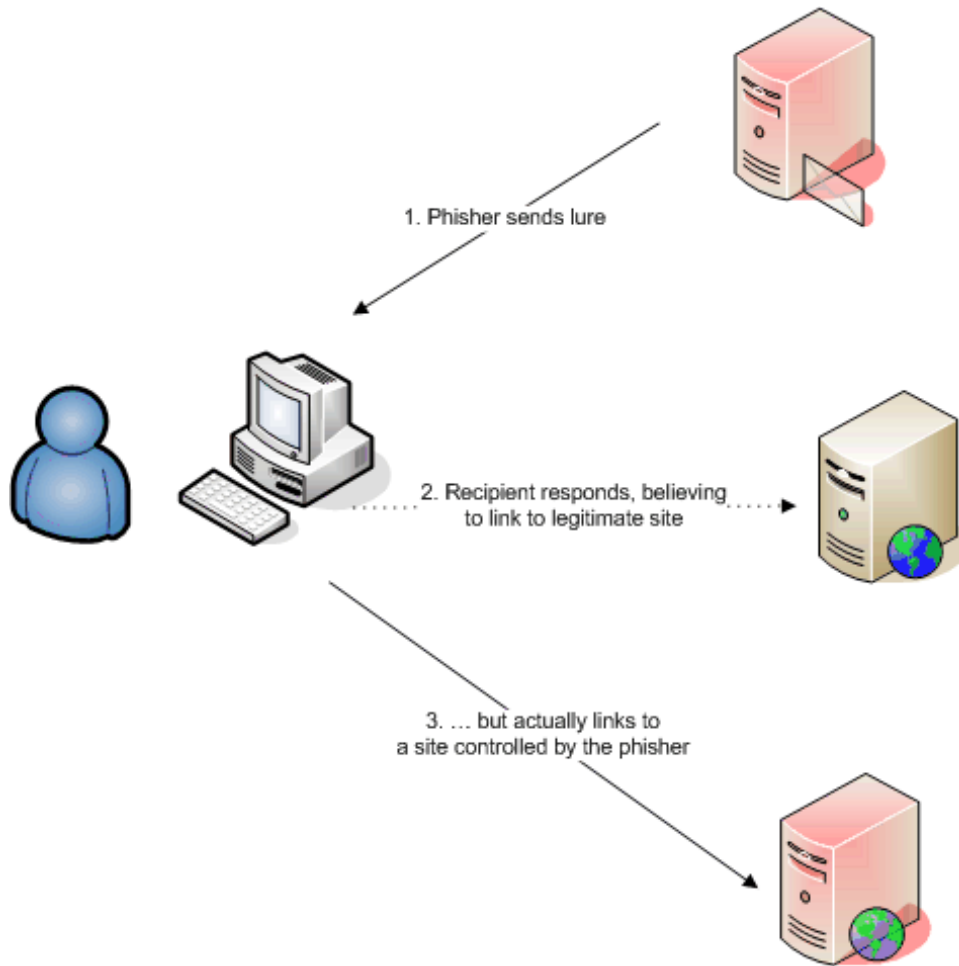 1. Phisher sends lure
2. Recipient responds, believing
to link to legitimate site
3. ... but actually links to
a site controlled by the phisher